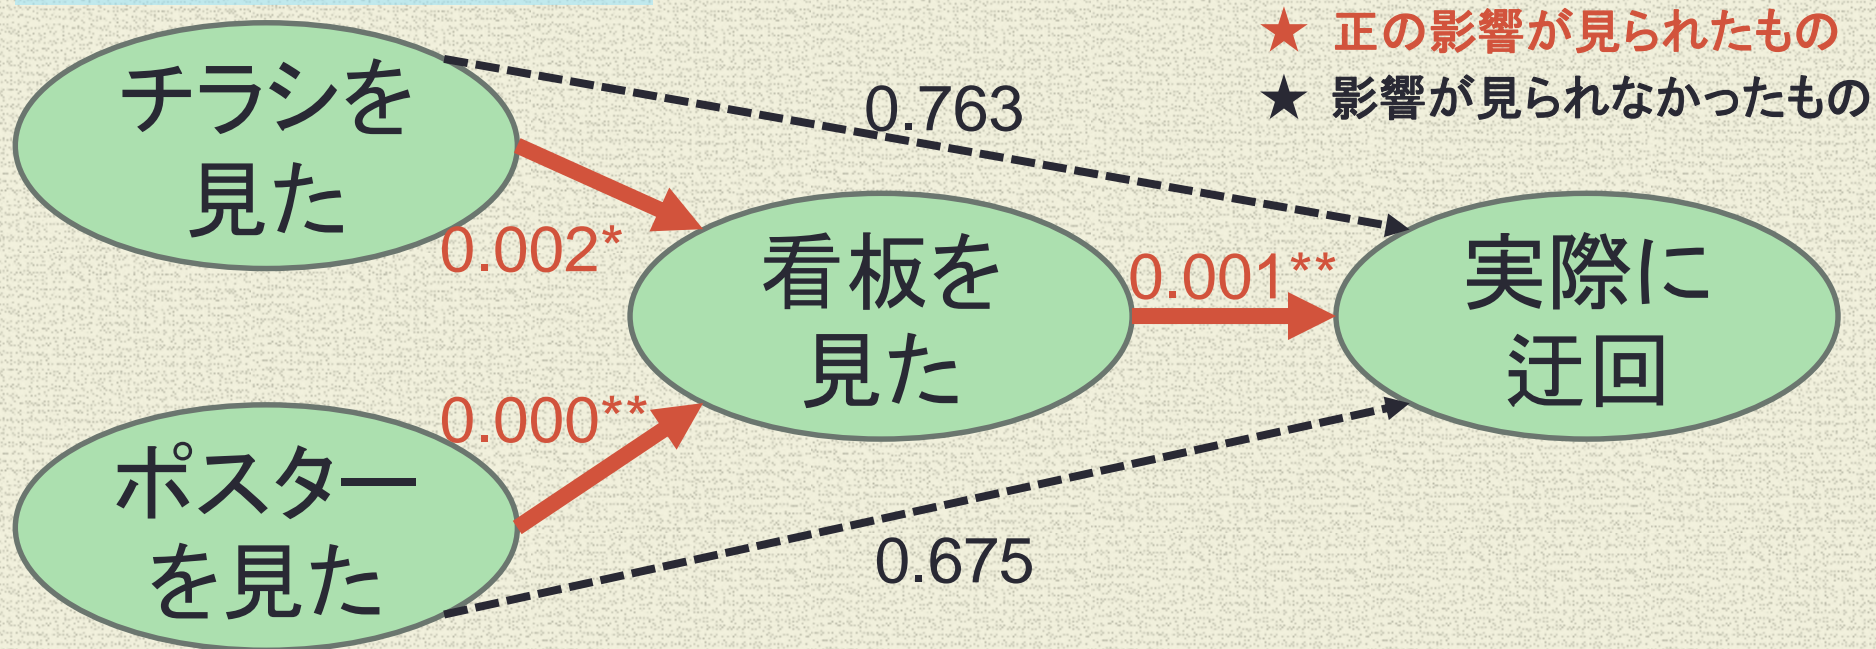 ★ 正の影響が見られたもの
★ 影響が見られなかったもの
チラシを
見た
0.763
0.002*
看板を
見た
0.001**
実際に
迂回
0.000**
ポスター
を見た
0.675